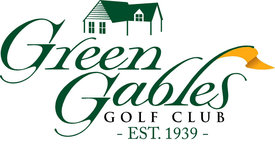 Green
Gables
GOLF CLUB
- EST. 1939 -